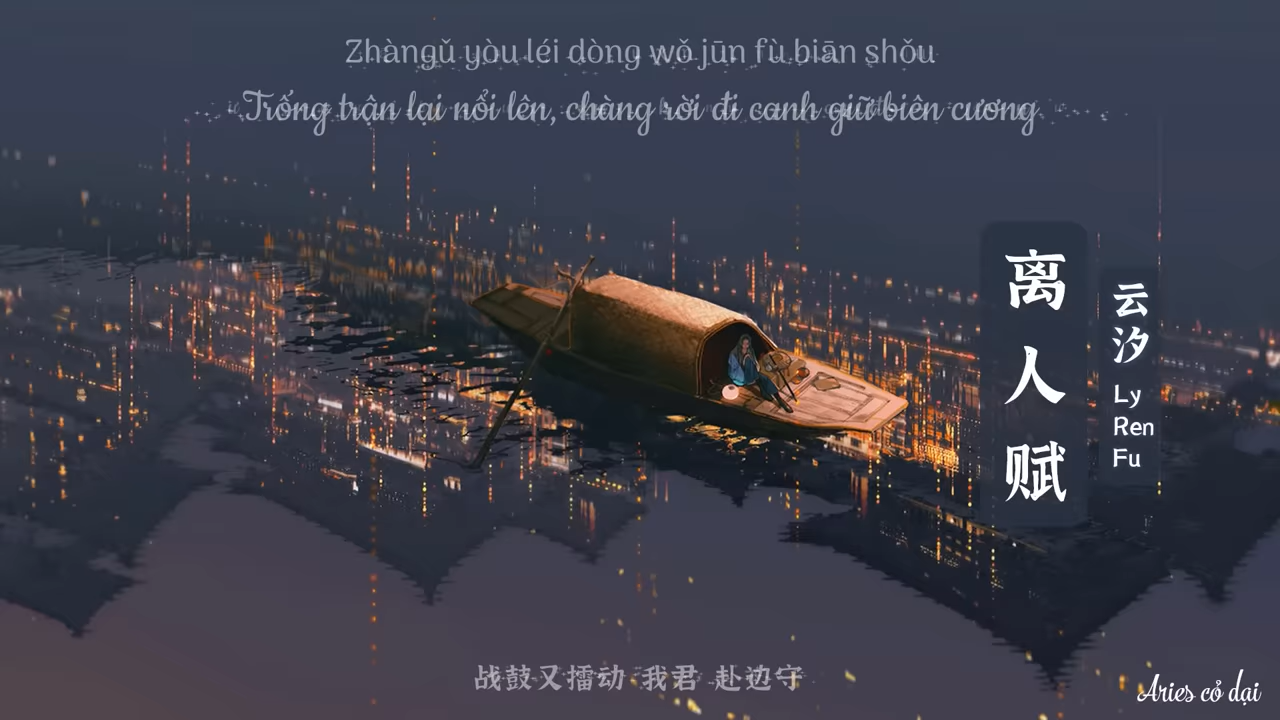 Zhàngǔ yòu léi dòng wǒ jūn fù biān shǒu
Trống trận lại nổi lên, chàng rời đi canh giữ biên cương
离人赋
云汐
Ly
Ren
Fu
战鼓又擂动 我君 赴边守
Aries cỏ dại